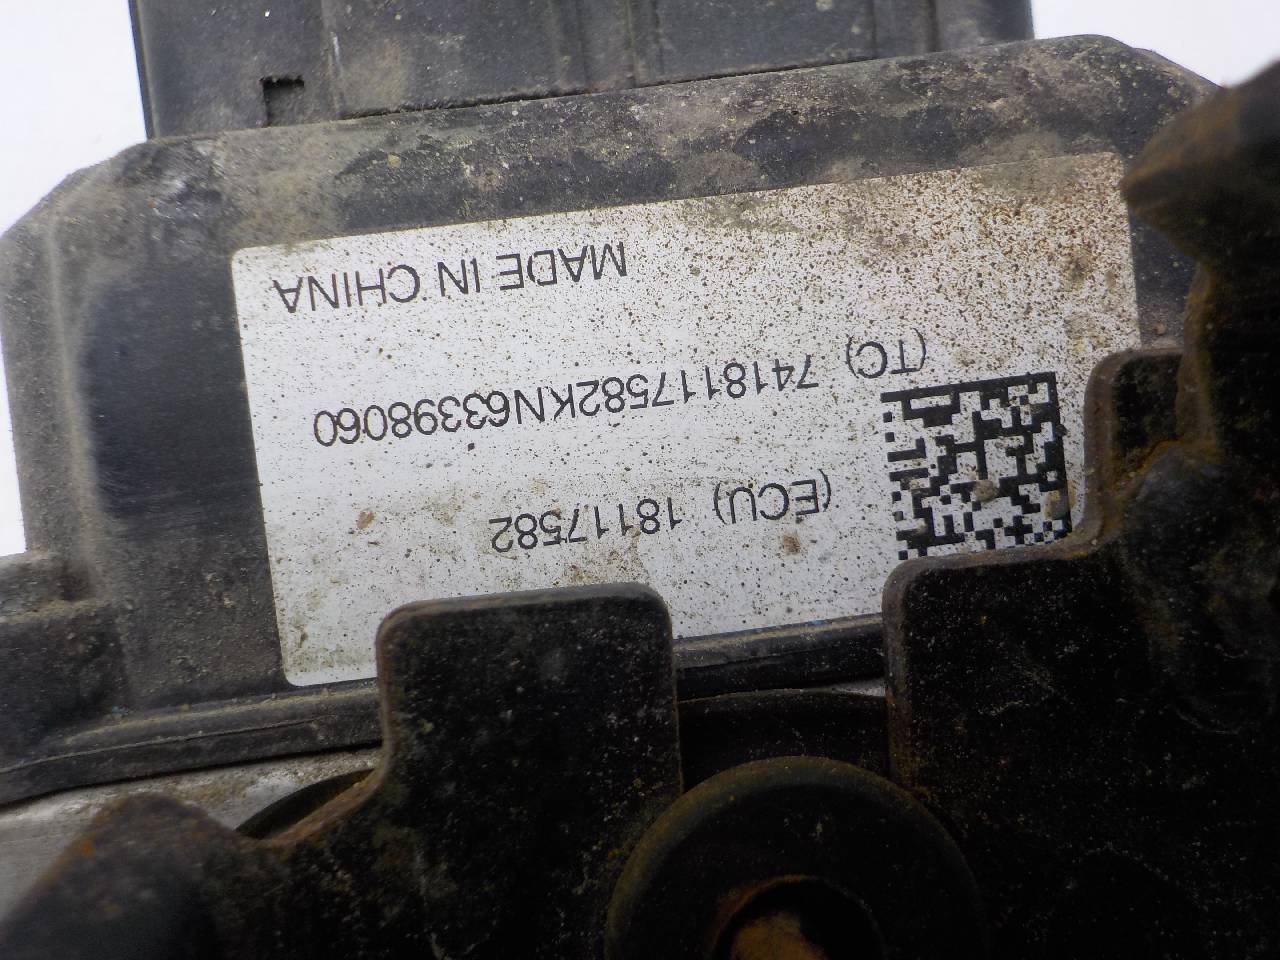 (ECU) 18117582
(TC) 7418117582KN63398060
MADE IN CHINA